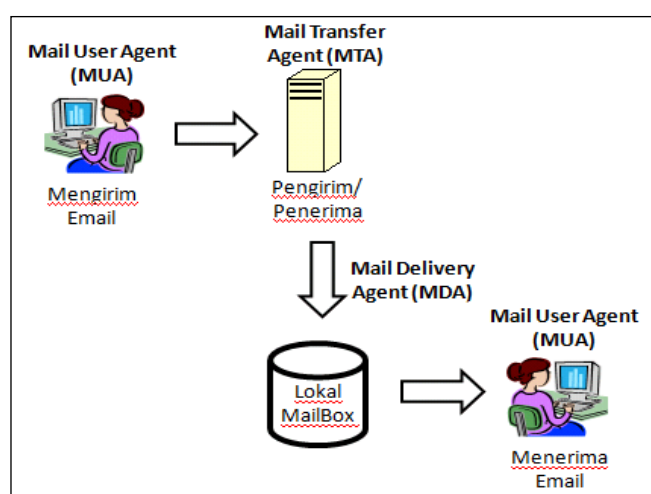 Mail User Agent
(MUA)
Mengirim
Email
Mail Transfer
Agent (MTA)
Pengirim/
Penerima
Mail Delivery
Agent (MDA)
Lokal
MailBox
Mail User Agent
(MUA)
Menerima
Email